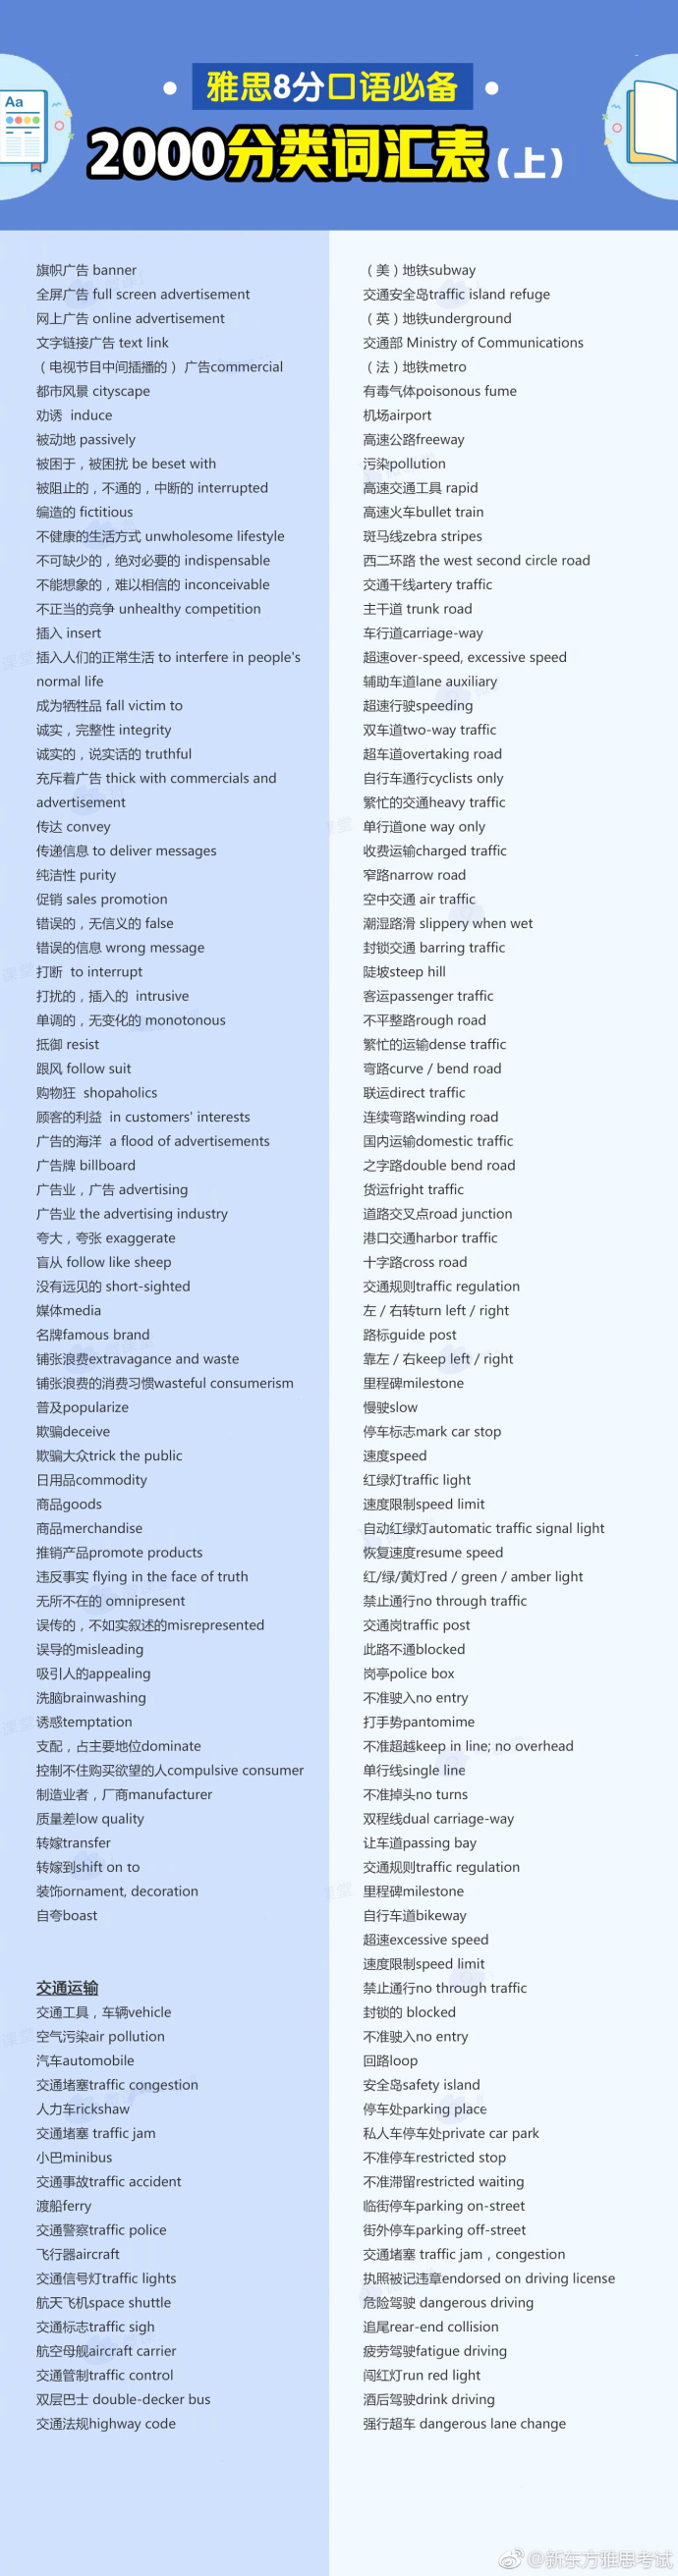 雅思8分口语必备
2000分类词汇表(上)
Aa
旗帜广告 banner
全屏广告 full screen advertisement
网上广告 online advertisement
文字链接广告 text link
（电视节目中间插播的）广告commercial
都市风景 cityscape
劝诱 induce
被动地 passively
被困于，被困扰 be beset with
被阻止的，不通的，中断的 interrupted
编造的 fictitious
不健康的生活方式 unwholesome lifestyle
不可缺少的，绝对必要的 indispensable
不能想象的，难以相信的 inconceivable
不正当的竞争 unhealthy competition
插入 insert
插入人们的正常生活 to interfere in people's
normal life
成为牺牲品 fall victim to
诚实，完整性 integrity
诚实的，说实话的 truthful
充斥着广告 thick with commercials and
advertisement
传达 convey
传递信息 to deliver messages
纯洁性 purity
促销 sales promotion
错误的，无信义的 false
错误的信息 wrong message
打断 to interrupt
打扰的，插入的 intrusive
单调的，无变化的 monotonous
抵御 resist
跟风 follow suit
购物狂 shopaholics
顾客的利益 in customers' interests
广告的海洋 a flood of advertisements
广告牌 billboard
广告业，广告 advertising
广告业 the advertising industry
夸大，夸张 exaggerate
盲从 follow like sheep
没有远见的 short-sighted
媒体media
名牌famous brand
铺张浪费extravagance and waste
铺张浪费的消费习惯wasteful consumerism
普及popularize
欺骗deceive
欺骗大众trick the public
日用品commodity
商品goods
商品merchandise
推销产品promote products
违反事实 flying in the face of truth
无所不在的 omnipresent
误传的，不如实叙述的misrepresented
误导的misleading
吸引人的appealing
洗脑brainwashing
诱惑temptation
支配，占主要地位dominate
控制不住购买欲望的人compulsive consumer
制造业者，厂商manufacturer
质量差low quality
转嫁transfer
转嫁到shift on to
装饰ornament, decoration
自夸boast
交通运输
交通工具，车辆vehicle
空气污染air pollution
汽车automobile
交通堵塞traffic congestion
人力车rickshaw
交通堵塞 traffic jam
小巴minibus
交通事故traffic accident
渡船ferry
交通警察traffic police
飞行器aircraft
交通信号灯traffic lights
航天飞机space shuttle
交通标志traffic sigh
航空母舰aircraft carrier
交通管制traffic control
双层巴士 double-decker bus
交通法规highway code
（美）地铁subway
交通安全岛traffic island refuge
（英）地铁underground
交通部 Ministry of Communications
（法）地铁metro
有毒气体poisonous fume
机场airport
高速公路freeway
污染pollution
高速交通工具 rapid
高速火车bullet train
斑马线zebra stripes
西二环路 the west second circle road
交通干线artery traffic
主干道 trunk road
车行道carriage-way
超速over-speed, excessive speed
辅助车道lane auxiliary
超速行驶speeding
双车道two-way traffic
超车道overtaking road
自行车通行cyclists only
繁忙的交通heavy traffic
单行道one way only
收费运输charged traffic
窄路narrow road
空中交通 air traffic
潮湿路滑 slippery when wet
封锁交通 barring traffic
陡坡steep hill
客运passenger traffic
不平整路rough road
繁忙的运输dense traffic
弯路curve / bend road
联运direct traffic
连续弯路winding road
国内运输domestic traffic
之字路double bend road
货运fright traffic
道路交叉点road junction
港口交通harbor traffic
十字路cross road
交通规则traffic regulation
左 / 右转turn left / right
路标guide post
靠左 / 右keep left / right
里程碑milestone
慢驶slow
停车标志mark car stop
速度speed
红绿灯traffic light
速度限制speed limit
自动红绿灯automatic traffic signal light
恢复速度resume speed
红/绿/黄灯red / green / amber light
禁止通行no through traffic
交通岗traffic post
此路不通blocked
岗亭police box
不准驶入no entry
打手势pantomime
不准超越keep in line; no overhead
单行线single line
不准掉头no turns
双程线dual carriage-way
让车道passing bay
交通规则traffic regulation
里程碑milestone
自行车道bikeway
超速excessive speed
速度限制speed limit
禁止通行no through traffic
封锁的 blocked
不准驶入no entry
回路loop
安全岛safety island
停车处parking place
私人车停车处private car park
不准停车restricted stop
不准滞留restricted waiting
临街停车parking on-street
街外停车parking off-street
交通堵塞 traffic jam，congestion
执照被记违章endorsed on driving license
危险驾驶 dangerous driving
追尾rear-end collision
疲劳驾驶fatigue driving
闯红灯run red light
酒后驾驶drink driving
强行超车 dangerous lane change
@新东方雅思考试